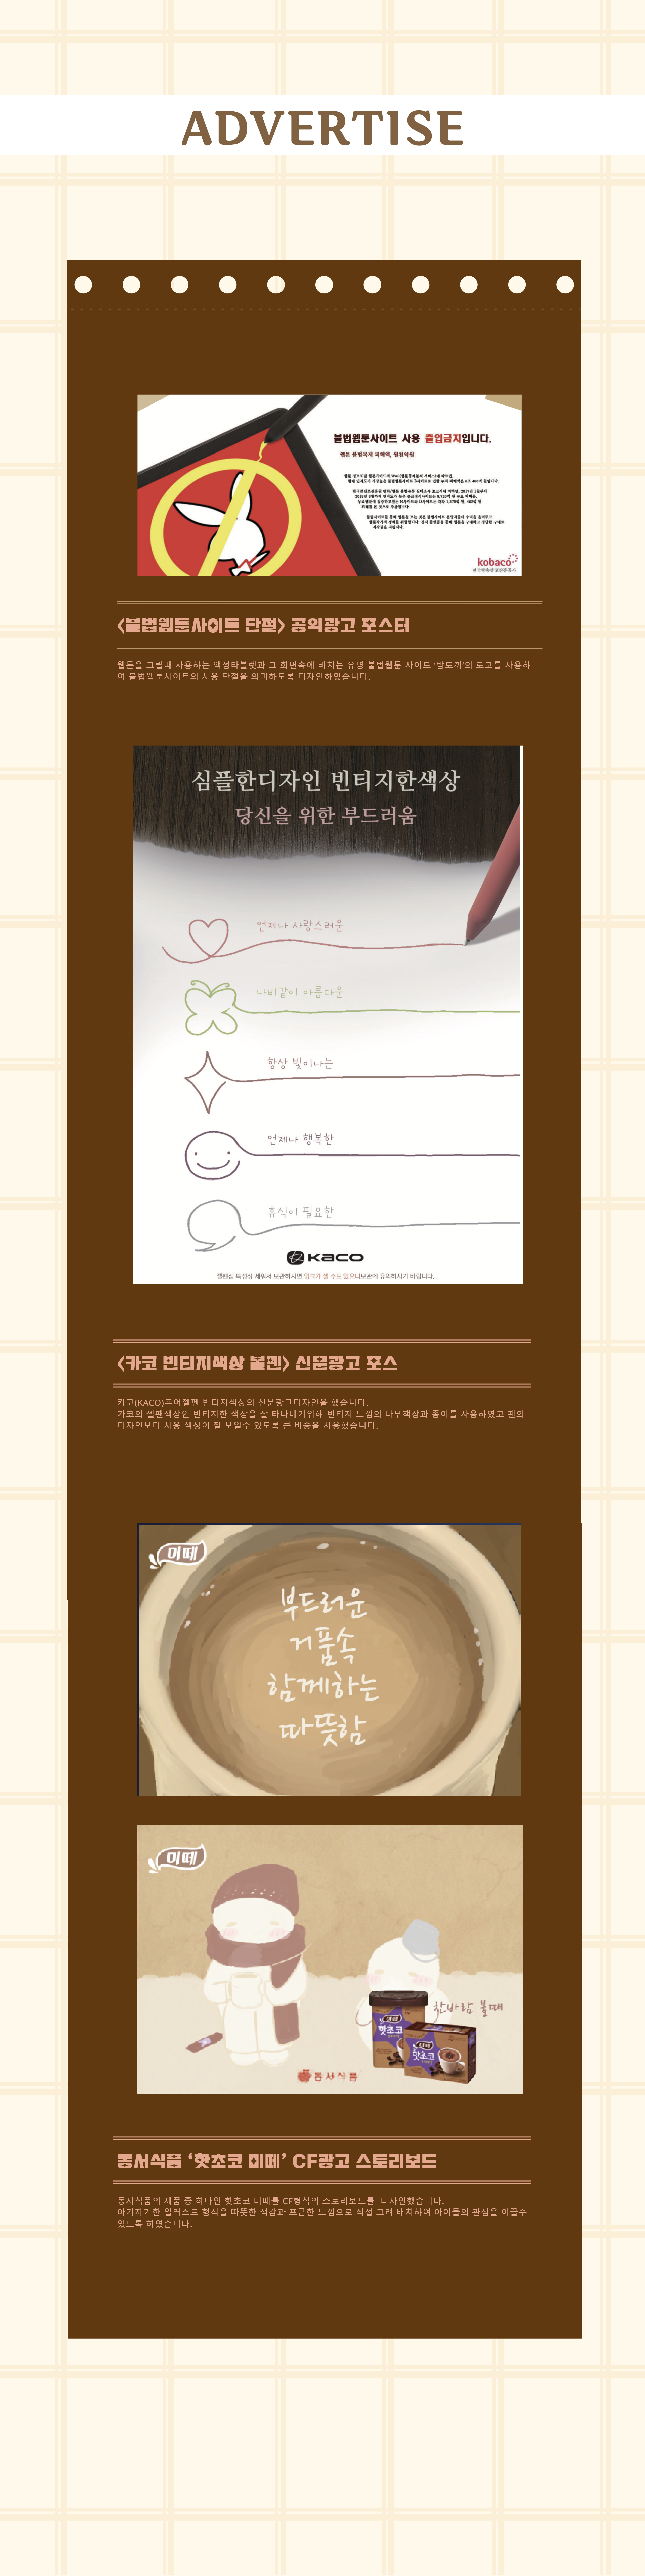 ADVERTISE
불법웹툰사이트 사용 출입금지입니다.
웹툰 불법복제 피해액, 월천억원
kobaco
한국방송광고진흥공사
<불법웹툰사이트 단절> 공익광고 포스터
웹툰을 그릴때 사용하는 액정타블랫과 그 화면속에 비치는 유명 불법웹툰 사이트 '밤토끼'의 로고를 사용하
여 불법웹툰사이트의 사용 단절을 의미하도록 디자인하였습니다.
심플한디자인 빈티지한색상
당신을 위한 부드러움
언제나 사랑스러운
나비같이 아름다운
항상 빛이나는
언제나 행복한
휴식이 필요한
KACO
젤펜심 특성상 세워서 보관하시면 잉크가 샐 수도 있으니보관에 유의하시기 바랍니다.
<카코 빈티지색상 볼펜> 신문광고 포스
카코(KACO)퓨어젤펜 빈티지색상의 신문광고디자인을 했습니다.
카코의 젤펜색상인 빈티지한 색상을 잘 타나내기위헤 빈티지 느낌의 나무책상과 종이를 사용하였고 펜의
디자인보다 사용 색상이 잘 보일수 있도록 큰 비중을 사용했습니다.
미떼
부드러운
거품속
함께하는
따뜻함
미떼
찬바람 불때
미떼
핫초코
미떼
핫초코
동서식품
동서식품 '핫초코 미떼' CF광고 스토리보드
동서식품의 제품 중 하나인 핫초코 미떼를 CF형식의 스토리보드를 디자인했습니다.
아기자기한 일러스트 형식을 따뜻한 색감과 포근한 느낌으로 직접 그려 배치하여 아이들의 관심을 이끌수
있도록 하였습니다.